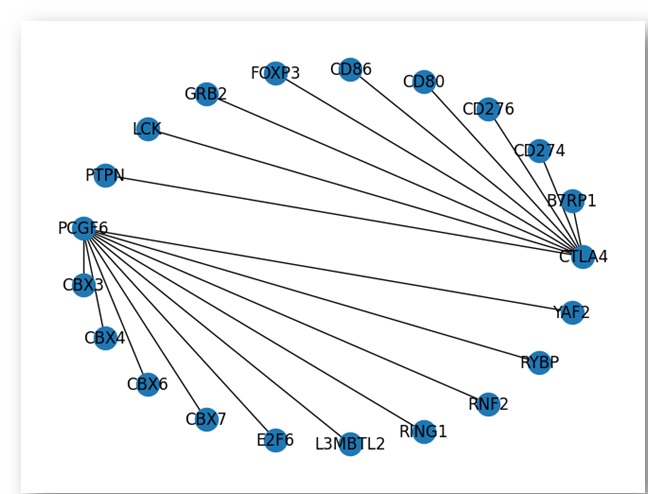 CD86
FOXP3
CD80
GRB2
CD276
LCK
CD274
PTPN
B7RP1
PCGF6
CTLA4
CBX3
YAF2
CBX4
RYBP
CBX6
RNF2
CBX7
RING1
E2F6
L3MBTL2